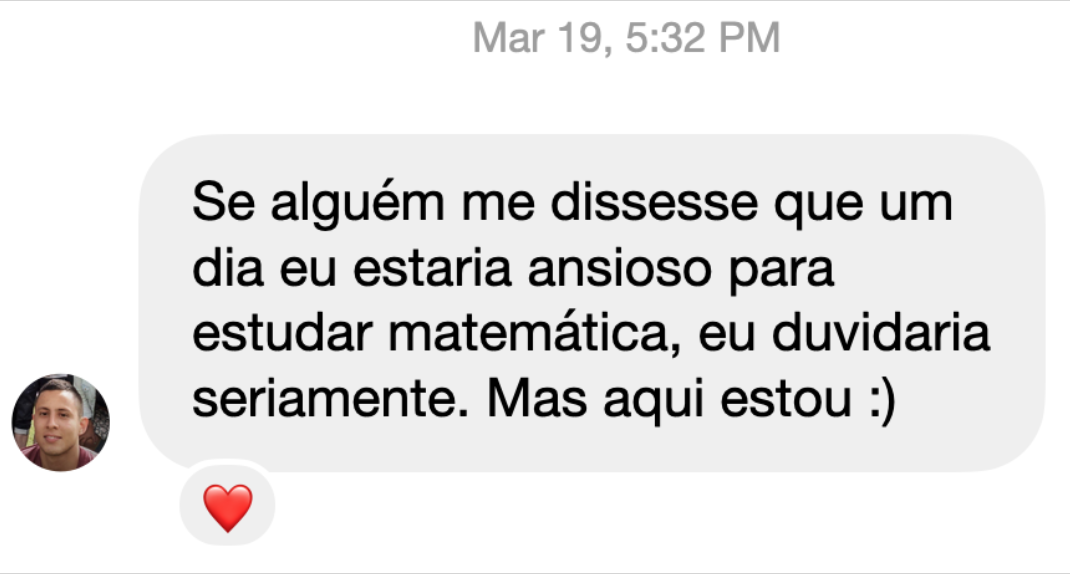 Mar 19, 5:32 PM
Se alguém me dissesse que um
dia eu estaria ansioso para
estudar matemática, eu duvidaria
seriamente. Mas aqui estou :)